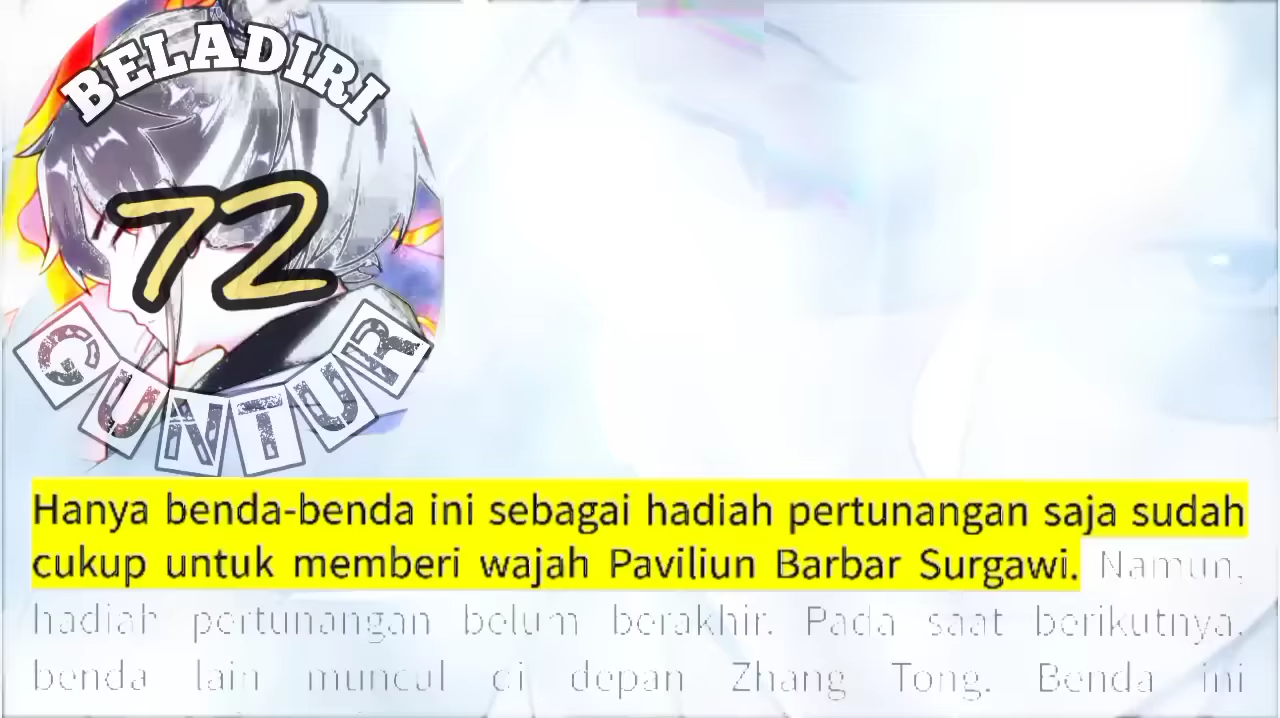 BELADIRI
72
GUNTUR
Hanya benda-benda ini sebagai hadiah pertunangan saja sudah
cukup untuk memberi wajah Paviliun Barbar Surgawi. Namun,
hadiah pertunangan belum berakhir. Pada saat berikutnya,
benda lain muncul di depan Zhang Tong. Benda ini